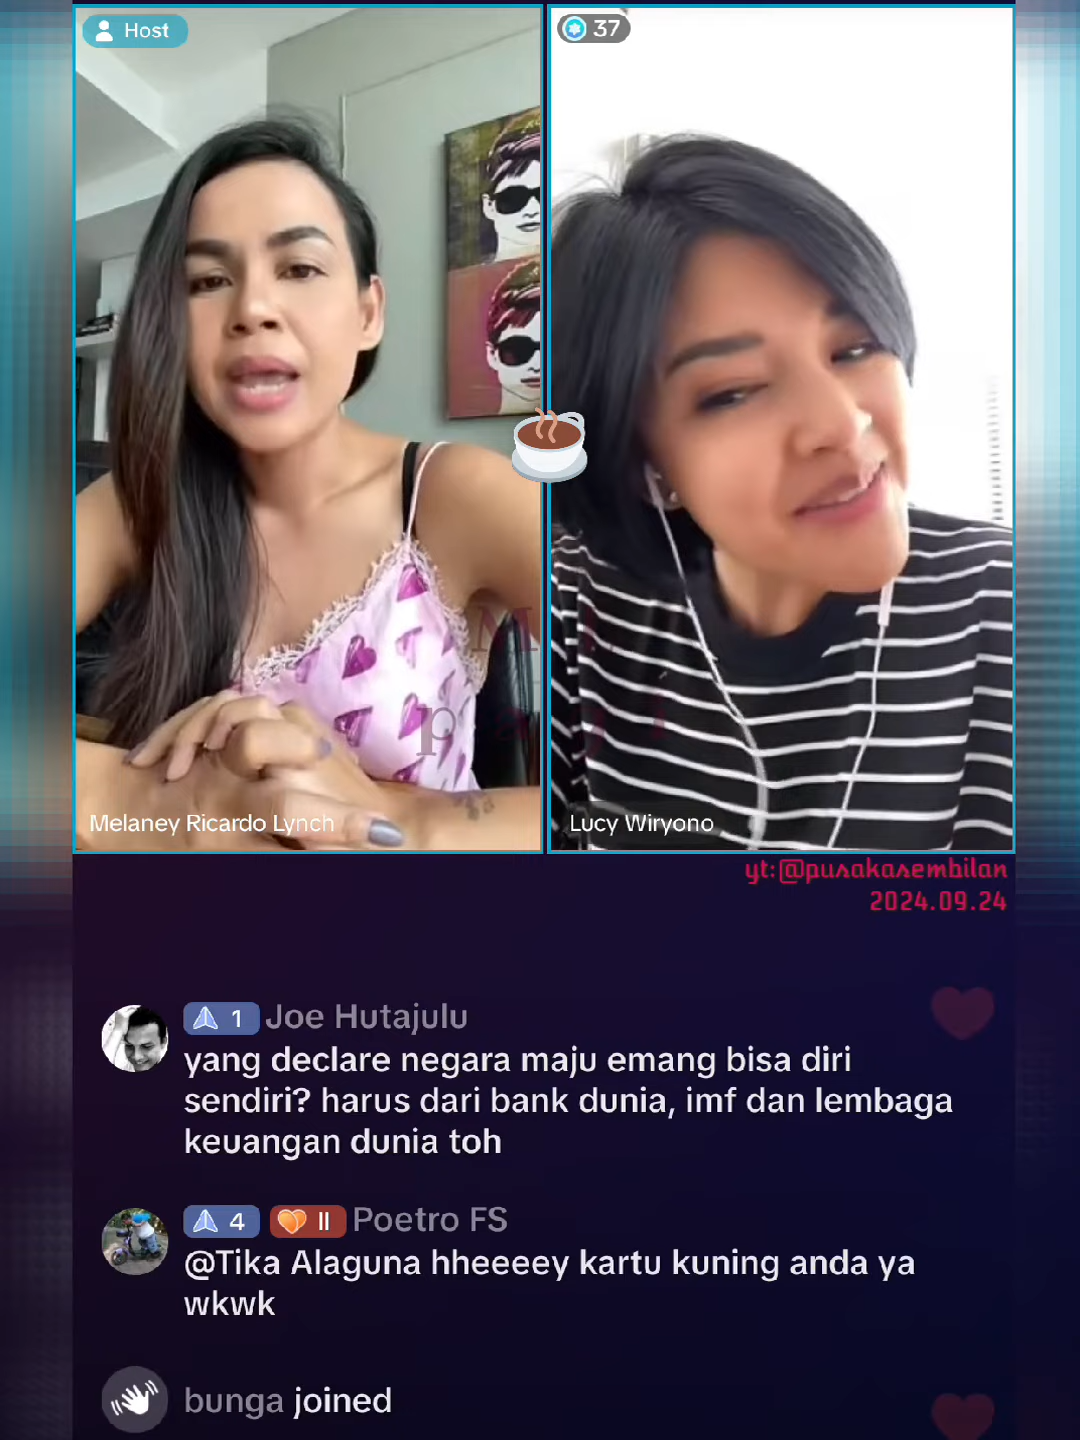 Host
37
Melaney Ricardo Lynch
Lucy Wiryono
yt:@pusakasembilan
2024.09.24
1 Joe Hutajulu
yang declare negara maju emang bisa diri
sendiri? harus dari bank dunia, imf dan lembaga
keuangan dunia toh
4 II Poetro FS
@Tika Alaguna hheeeey kartu kuning anda ya
wkwk
bunga joined